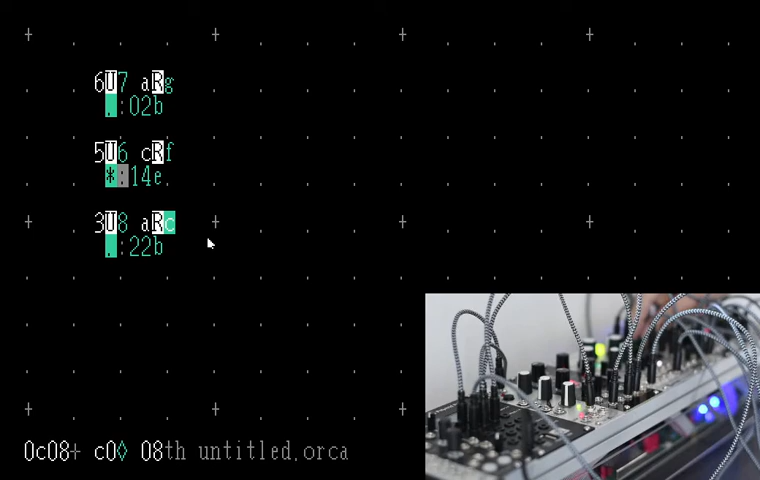 6U7 aRg
.:02b
5U6 cRf
*:14e
3U8 aRc
.:22b
0c08+ c0◊ 08th untitled.orca